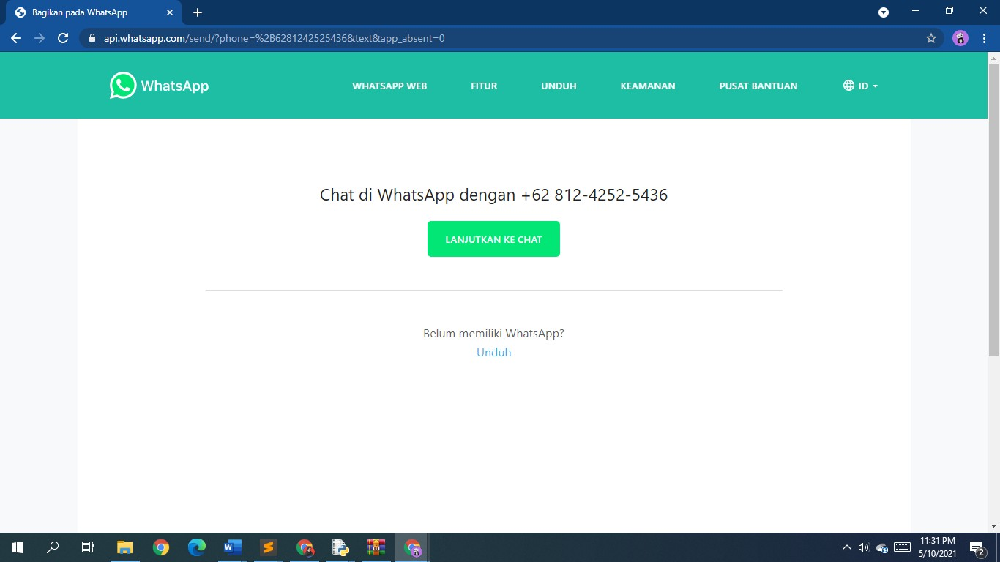 Bagikan pada WhatsApp
api.whatsapp.com/send/?phone=%2B6281242525436&text&app_absent=0
WhatsApp
WHATSAPP WEB
FITUR
UNDUH
KEAMANAN
PUSAT BANTUAN
ID
Chat di WhatsApp dengan +62 812-4252-5436
LANJUTKAN KE CHAT
Belum memiliki WhatsApp?
Unduh
11:31 PM
5/10/2021
2